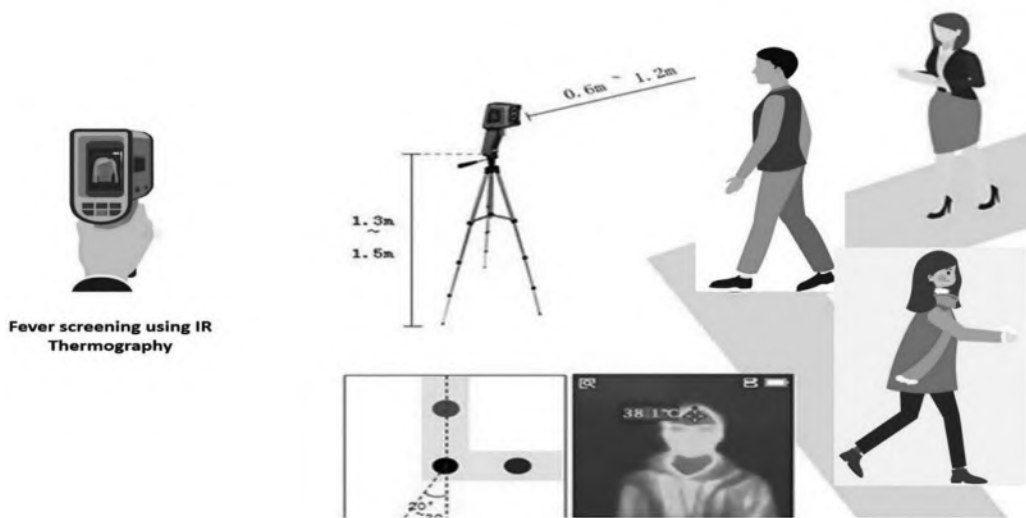 Fever screening using IR
Thermography
0.6m ~ 1.2m
1.3m
~
1.5m
20°
38.1℃